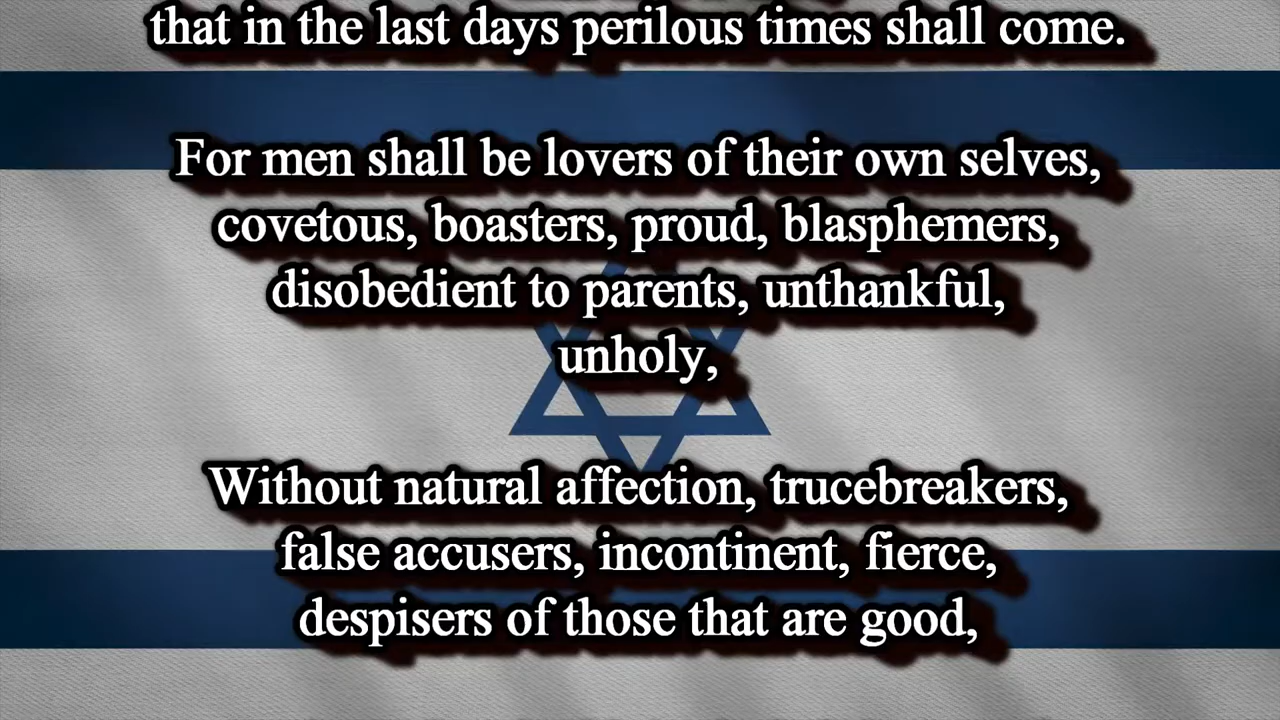 that in the last days perilous times shall come.
For men shall be lovers of their own selves,
covetous, boasters, proud, blasphemers,
disobedient to parents, unthankful,
unholy,
Without natural affection, trucebreakers,
false accusers, incontinent, fierce,
despisers of those that are good,